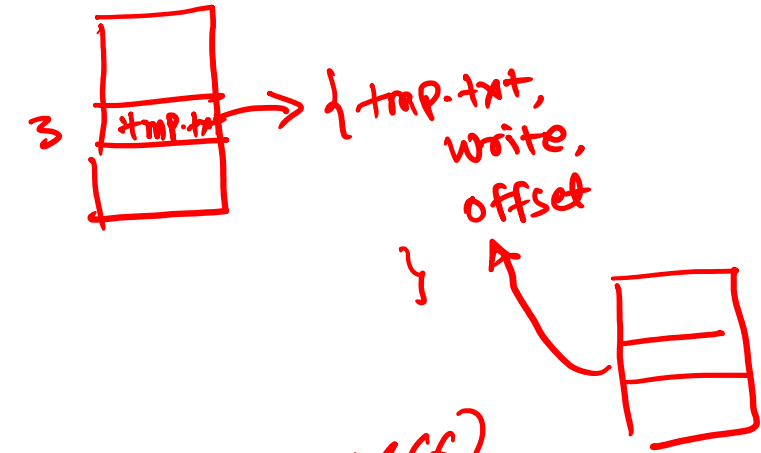 { tmp.txt,
3 tmp.txt
write,
offset
}